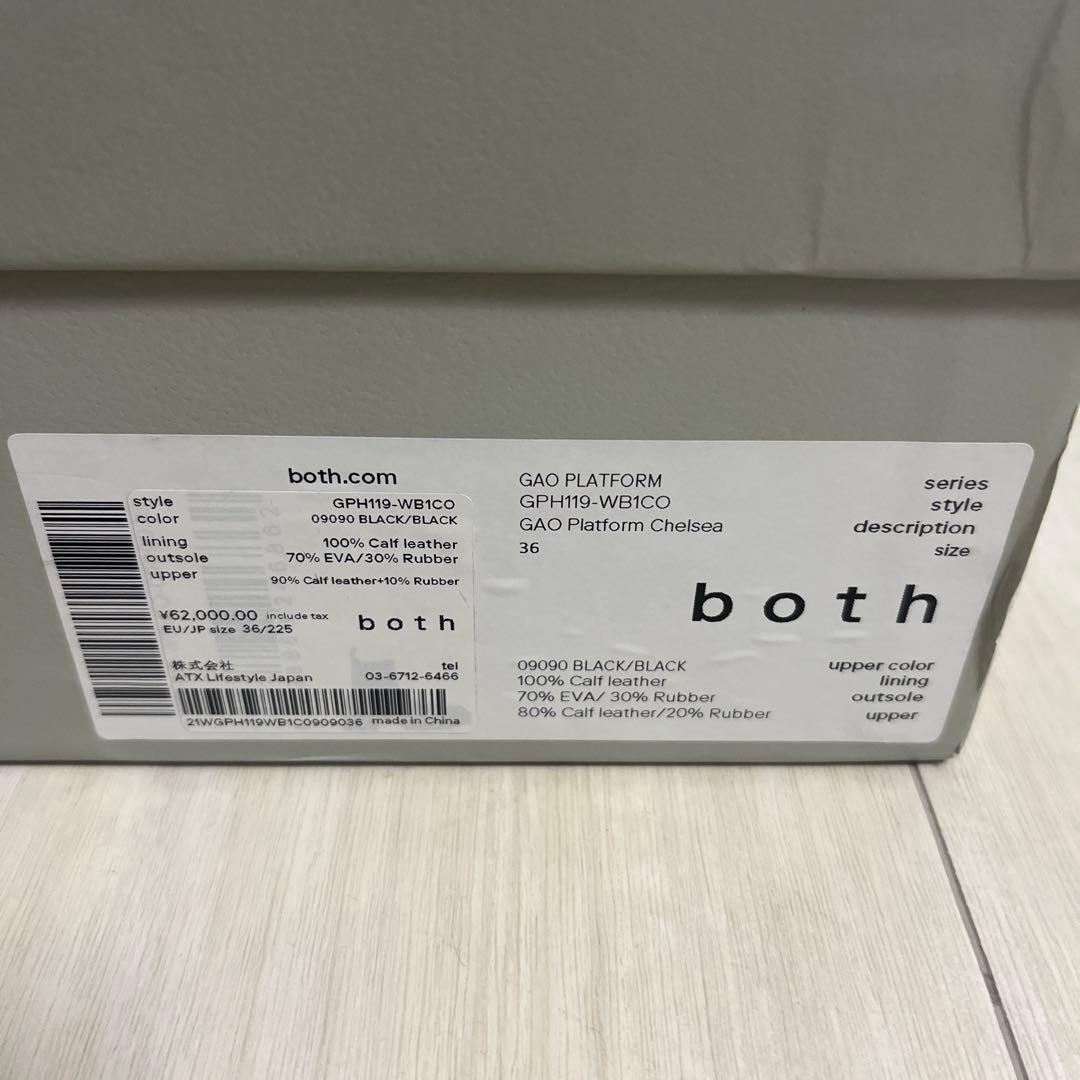 both.com
style GPH119-WB1CO
color 09090 BLACK/BLACK
lining 100% Calf leather
outsole 70% EVA/30% Rubber
upper 90% Calf leather+10% Rubber
¥62,000.00 include tax
EU/JP size 36/225
both
株式会社 tel
ATX Lifestyle Japan 03-6712-6466
21WGPH119WB1C0909036 made in China
GAO PLATFORM series
GPH119-WB1CO style
GAO Platform Chelsea description
36 size
both
09090 BLACK/BLACK upper color
100% Calf leather lining
70% EVA/ 30% Rubber outsole
80% Calf leather/20% Rubber upper